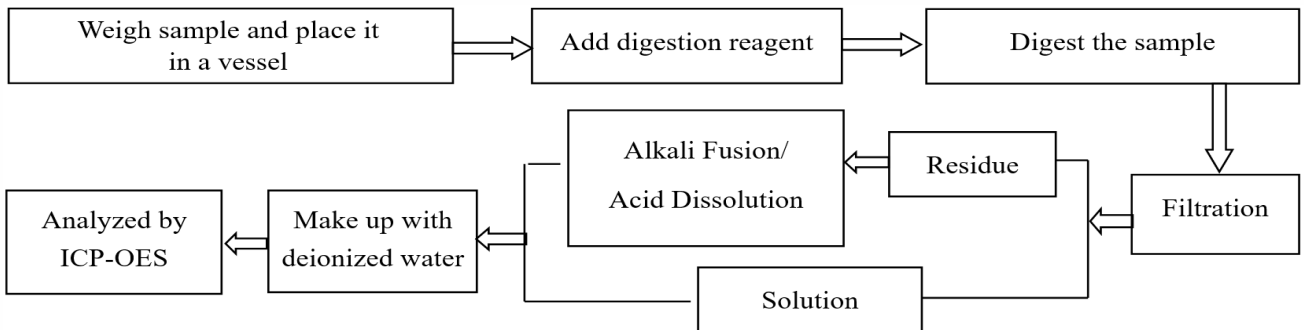 Weigh sample and place it
in a vessel
Add digestion reagent
Digest the sample
Filtration
Residue
Alkali Fusion/
Acid Dissolution
Solution
Make up with
deionized water
Analyzed by
ICP-OES